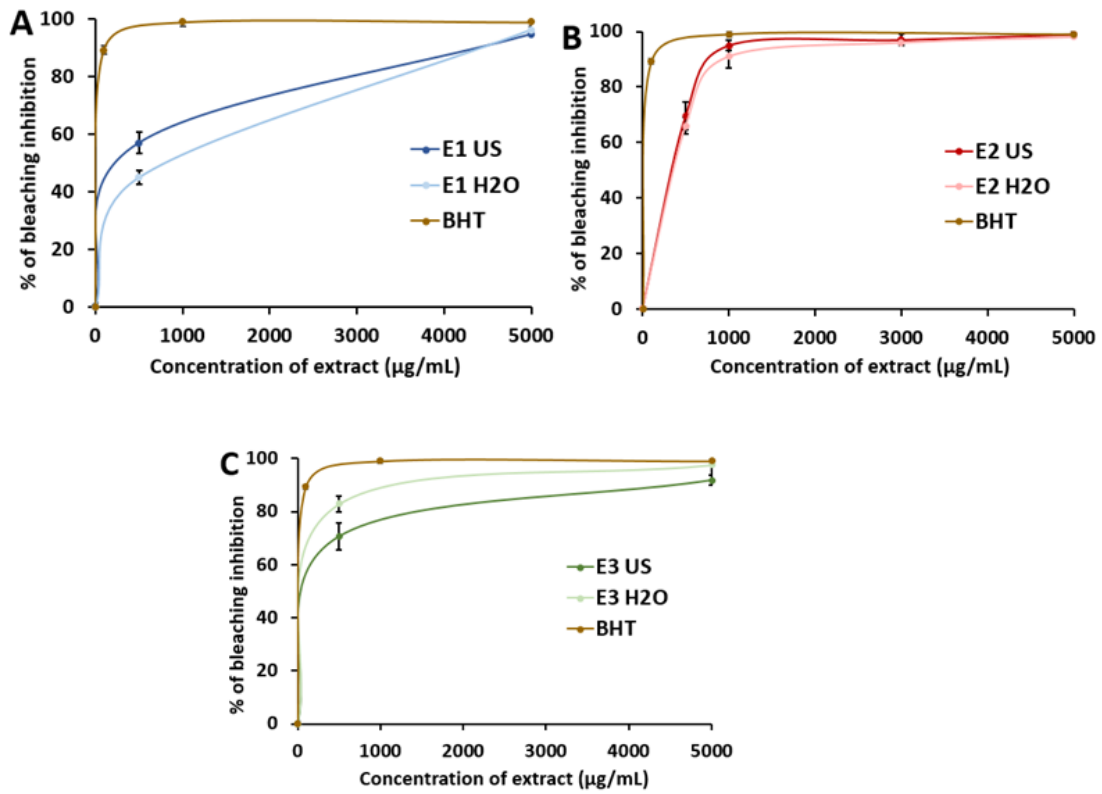 A
% of bleaching inhibition
100
80
60
40
20
0
E1 US
E1 H2O
BHT
0 1000 2000 3000 4000 5000
Concentration of extract (µg/mL)
B
% of bleaching inhibition
100
80
60
40
20
0
E2 US
E2 H2O
BHT
0 1000 2000 3000 4000 5000
Concentration of extract (µg/mL)
C
% of bleaching inhibition
100
80
60
40
20
0
E3 US
E3 H2O
BHT
0 1000 2000 3000 4000 5000
Concentration of extract (µg/mL)